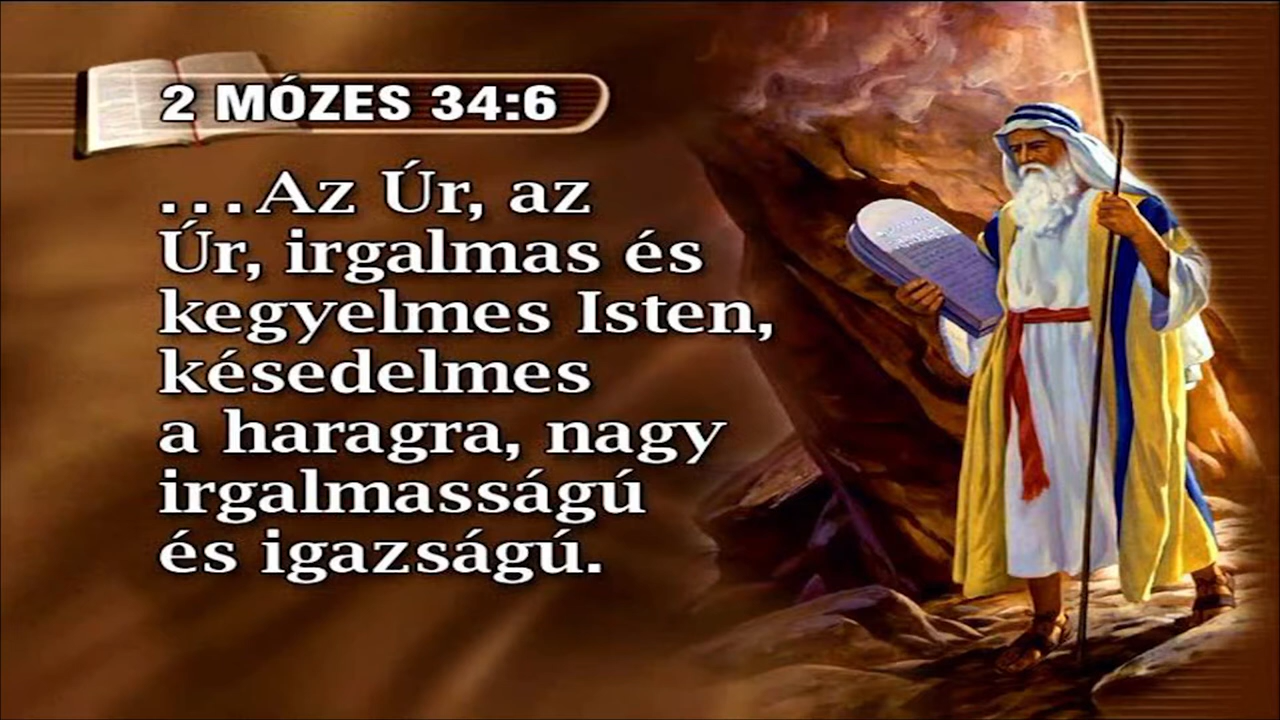 2 MÓZES 34:6
...Az Úr, az
Úr, irgalmas és
kegyelmes Isten,
késedelmes
a haragra, nagy
irgalmasságú
és igazságú.